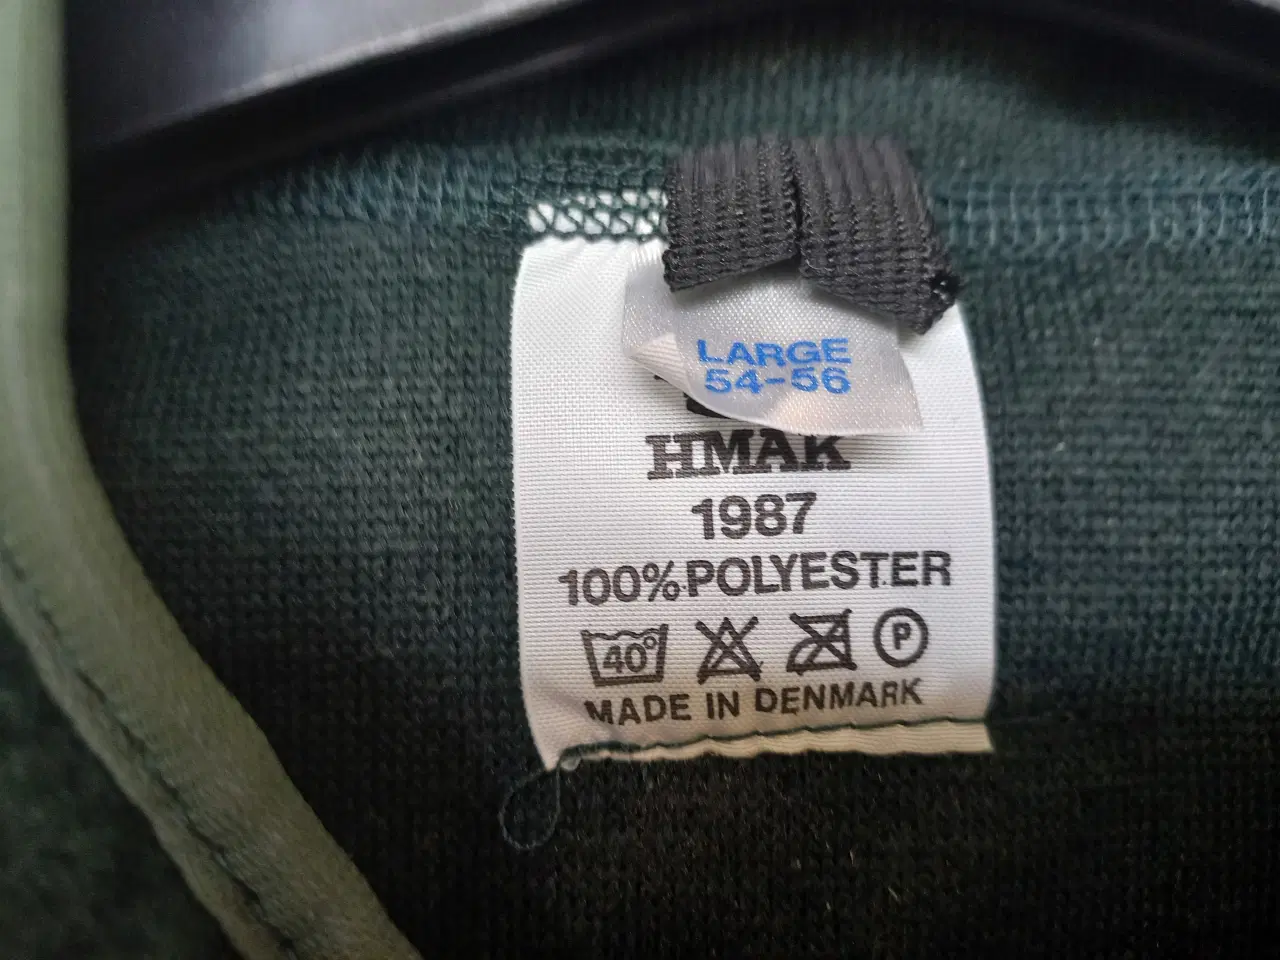 LARGE
54-56
HMAK
1987
100% POLYESTER
40°
P
MADE IN DENMARK